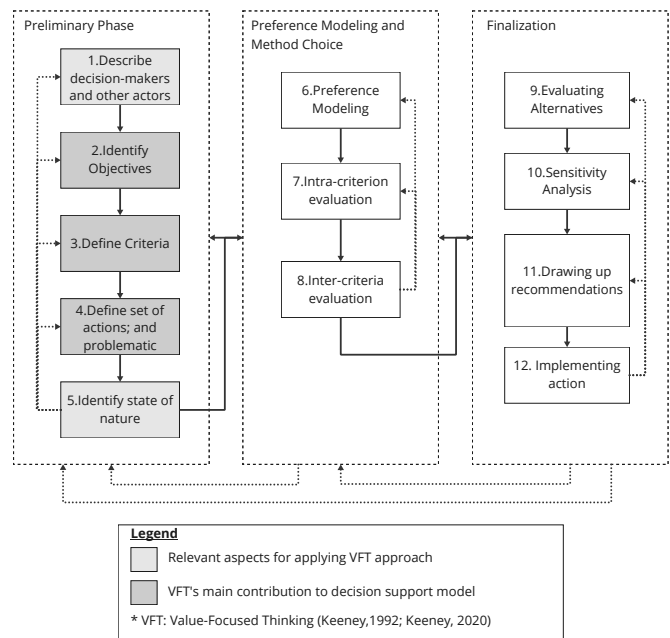 Preliminary Phase
1.Describe
decision-makers
and other actors
2.Identify
Objectives
3.Define Criteria
4.Define set of
actions; and
problematic
5.Identify state of
nature
Preference Modeling and
Method Choice
6.Preference
Modeling
7.Intra-criterion
evaluation
8.Inter-criteria
evaluation
Finalization
9.Evaluating
Alternatives
10.Sensitivity
Analysis
11.Drawing up
recommendations
12. Implementing
action
Legend
Relevant aspects for applying VFT approach
VFT's main contribution to decision support model
* VFT: Value-Focused Thinking (Keeney,1992; Keeney, 2020)